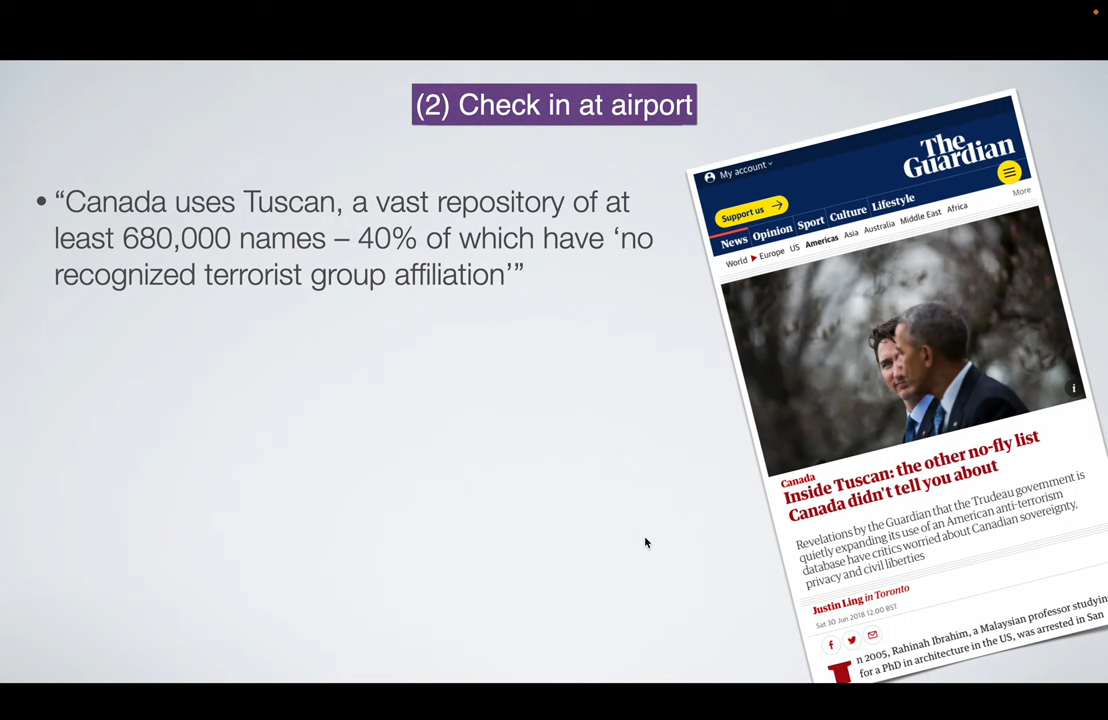 (2) Check in at airport
• “Canada uses Tuscan, a vast repository of at
least 680,000 names – 40% of which have ‘no
recognized terrorist group affiliation’”
My account
The
Guardian
Support us
News Opinion Sport Culture Lifestyle
More
World Europe US Americas Asia Australia Middle East Africa
i
Canada
Inside Tuscan: the other no-fly list
Canada didn't tell you about
Revelations by the Guardian that the Trudeau government is
quietly expanding its use of an American anti-terrorism
database have critics worried about Canadian sovereignty,
privacy and civil liberties
Justin Ling in Toronto
Sat 30 Jun 2018 12.00 BST
In 2005, Rahinah Ibrahim, a Malaysian professor studying
for a PhD in architecture in the US, was arrested in San